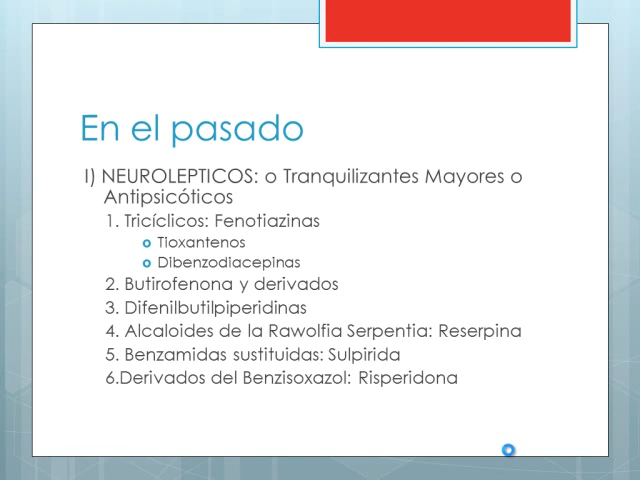 En el pasado
I) NEUROLEPTICOS: o Tranquilizantes Mayores o
Antipsicóticos
1. Tricíclicos: Fenotiazinas
Tioxantenos
Dibenzodiacepinas
2. Butirofenona y derivados
3. Difenilbutilpiperidinas
4. Alcaloides de la Rawolfia Serpentia: Reserpina
5. Benzamidas sustituidas: Sulpirida
6.Derivados del Benzisoxazol: Risperidona